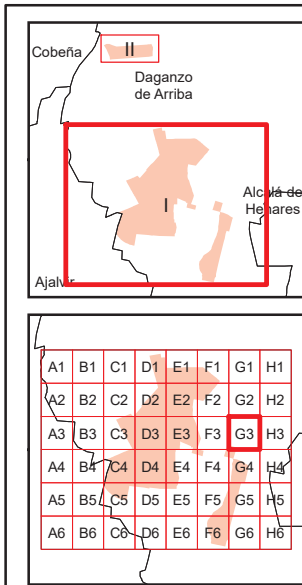 Cobeña
II
Daganzo
de Arriba
I
Alcalá de
Henares
Ajalvir
A1 B1 C1 D1 E1 F1 G1 H1
A2 B2 C2 D2 E2 F2 G2 H2
A3 B3 C3 D3 E3 F3 G3 H3
A4 B4 C4 D4 E4 F4 G4 H4
A5 B5 C5 D5 E5 F5 G5 H5
A6 B6 C6 D6 E6 F6 G6 H6